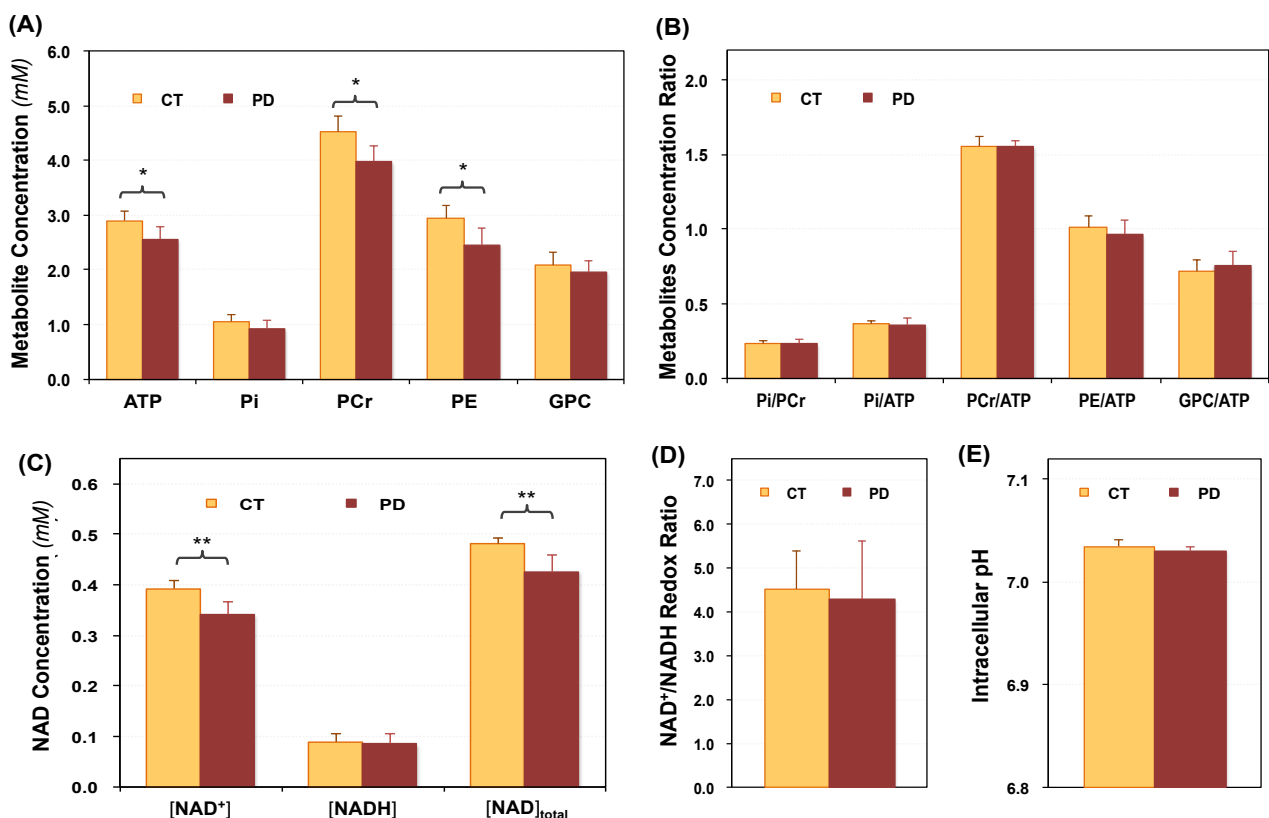 (A)
Metabolite Concentration (mM)
6.0
5.0
4.0
3.0
2.0
1.0
0.0
CT PD
*
*
*
ATP Pi PCr PE GPC
(B)
Metabolites Concentration Ratio
2.0
1.5
1.0
0.5
0.0
CT PD
Pi/PCr Pi/ATP PCr/ATP PE/ATP GPC/ATP
(C)
NAD Concentration (mM)
0.6
0.5
0.4
0.3
0.2
0.1
0.0
CT PD
**
**
[NAD⁺] [NADH] [NAD]total
(D)
NAD⁺/NADH Redox Ratio
7.0
6.0
5.0
4.0
3.0
2.0
1.0
0.0
CT PD
(E)
Intracellular pH
7.1
7.0
6.9
6.8
CT PD